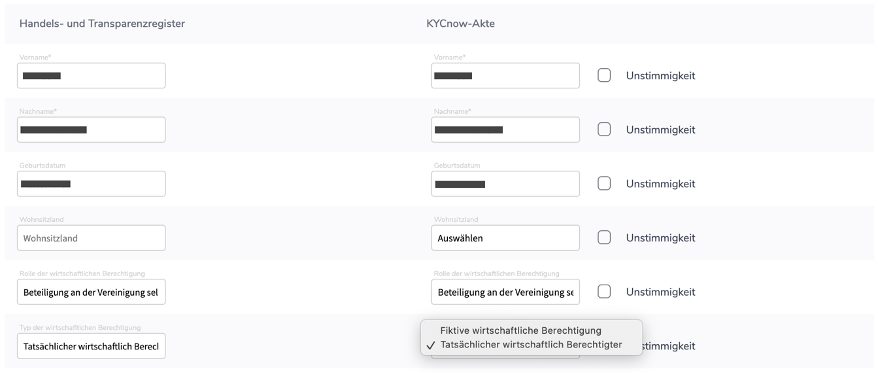 Handels- und Transparenzregister KYCnow-Akte
Vorname* Vorname*
Unstimmigkeit
Nachname* Nachname*
Unstimmigkeit
Geburtsdatum Geburtsdatum
Unstimmigkeit
Wohnsitzland Wohnsitzland
Wohnsitzland Auswählen Unstimmigkeit
Rolle der wirtschaftlichen Berechtigung Rolle der wirtschaftlichen Berechtigung
Beteiligung an der Vereinigung sel Beteiligung an der Vereinigung se Unstimmigkeit
Typ der wirtschaftlichen Berechtigung Fiktive wirtschaftliche Berechtigung
Tatsächlicher wirtschaftlich Berecl ✓ Tatsächlicher wirtschaftlich Berechtigter stimmigkeit